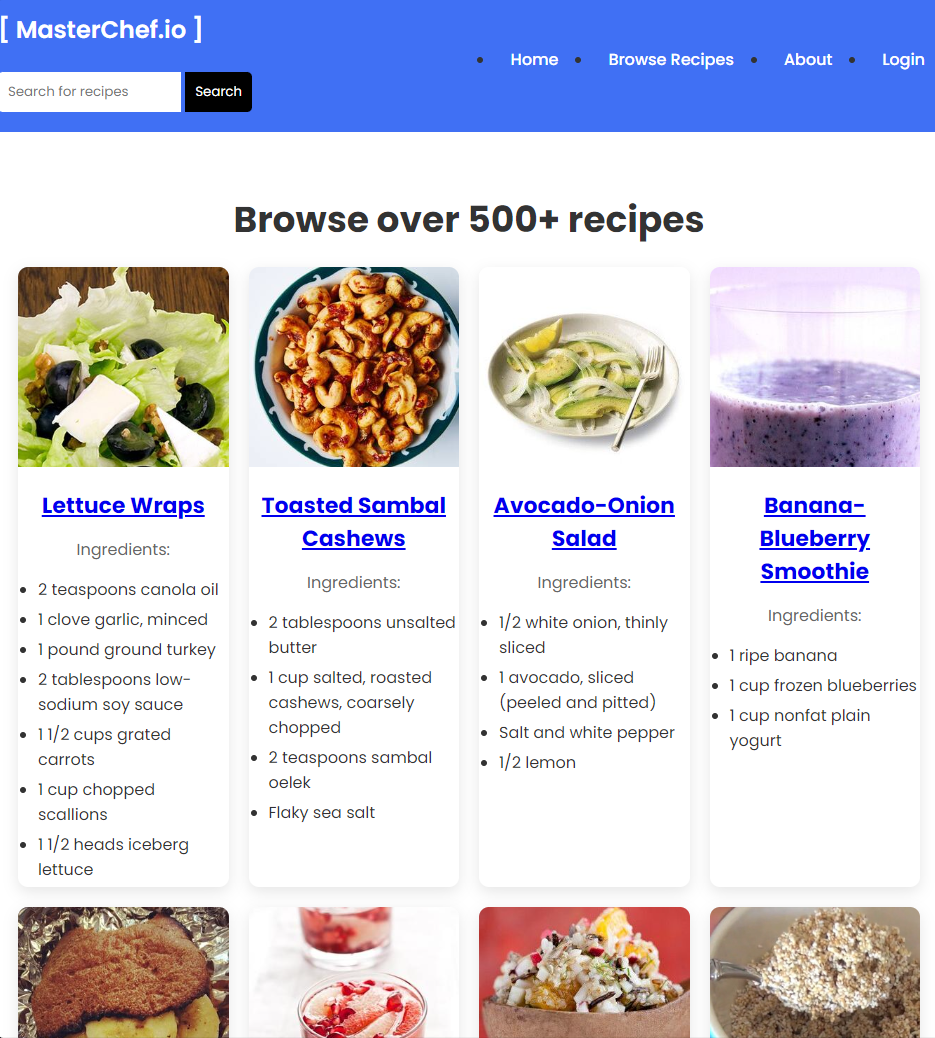 [ MasterChef.io ]
Search for recipes
Search
Home
Browse Recipes
About
Login
Browse over 500+ recipes
Lettuce Wraps
Ingredients:
2 teaspoons canola oil
1 clove garlic, minced
1 pound ground turkey
2 tablespoons low-
sodium soy sauce
1 1/2 cups grated
carrots
1 cup chopped
scallions
1 1/2 heads iceberg
lettuce
Toasted Sambal
Cashews
Ingredients:
2 tablespoons unsalted
butter
1 cup salted, roasted
cashews, coarsely
chopped
2 teaspoons sambal
oelek
Flaky sea salt
Avocado-Onion
Salad
Ingredients:
1/2 white onion, thinly
sliced
1 avocado, sliced
(peeled and pitted)
Salt and white pepper
1/2 lemon
Banana-
Blueberry
Smoothie
Ingredients:
1 ripe banana
1 cup frozen blueberries
1 cup nonfat plain
yogurt